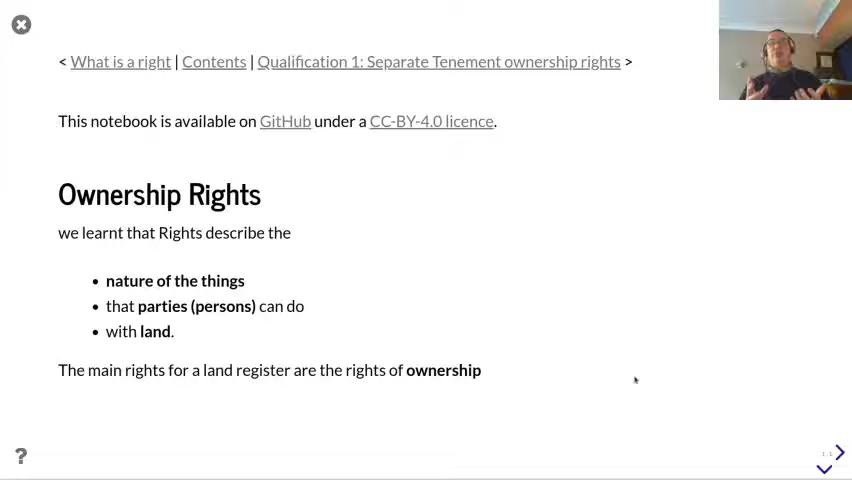 < What is a right | Contents | Qualification 1: Separate Tenement ownership rights >
This notebook is available on GitHub under a CC-BY-4.0 licence.
Ownership Rights
we learnt that Rights describe the
• nature of the things
• that parties (persons) can do
• with land.
The main rights for a land register are the rights of ownership
?